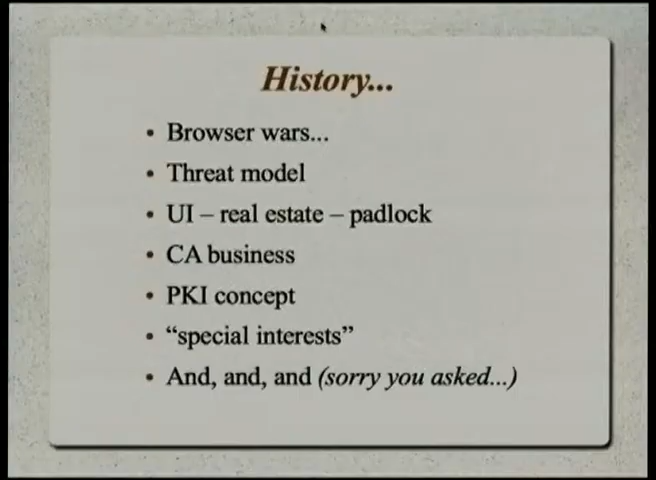 History...
• Browser wars...
• Threat model
• UI – real estate – padlock
• CA business
• PKI concept
• “special interests”
• And, and, and (sorry you asked...)